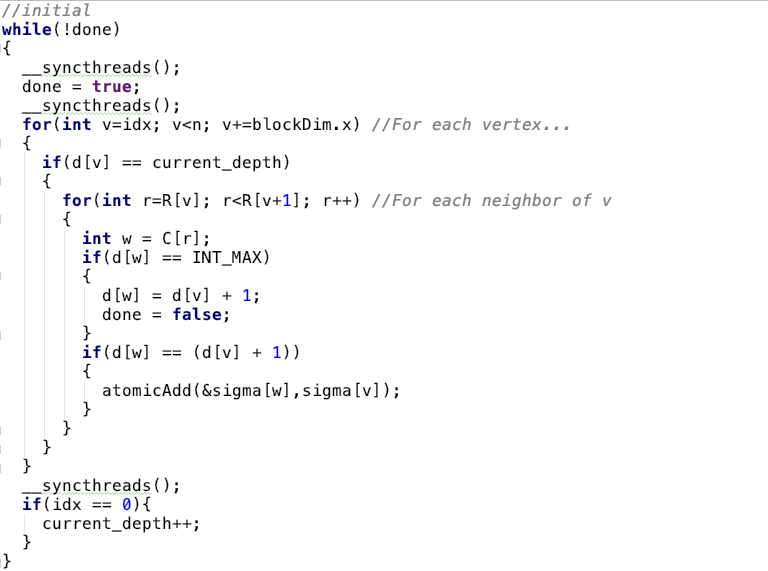 //initial
while(!done)
{
  __syncthreads();
  done = true;
  __syncthreads();
  for(int v=idx; v<n; v+=blockDim.x) //For each vertex...
  {
    if(d[v] == current_depth)
    {
      for(int r=R[v]; r<R[v+1]; r++) //For each neighbor of v
      {
        int w = C[r];
        if(d[w] == INT_MAX)
        {
          d[w] = d[v] + 1;
          done = false;
        }
        if(d[w] == (d[v] + 1))
        {
          atomicAdd(&sigma[w],sigma[v]);
        }
      }
    }
  }
  __syncthreads();
  if(idx == 0){
    current_depth++;
  }
}